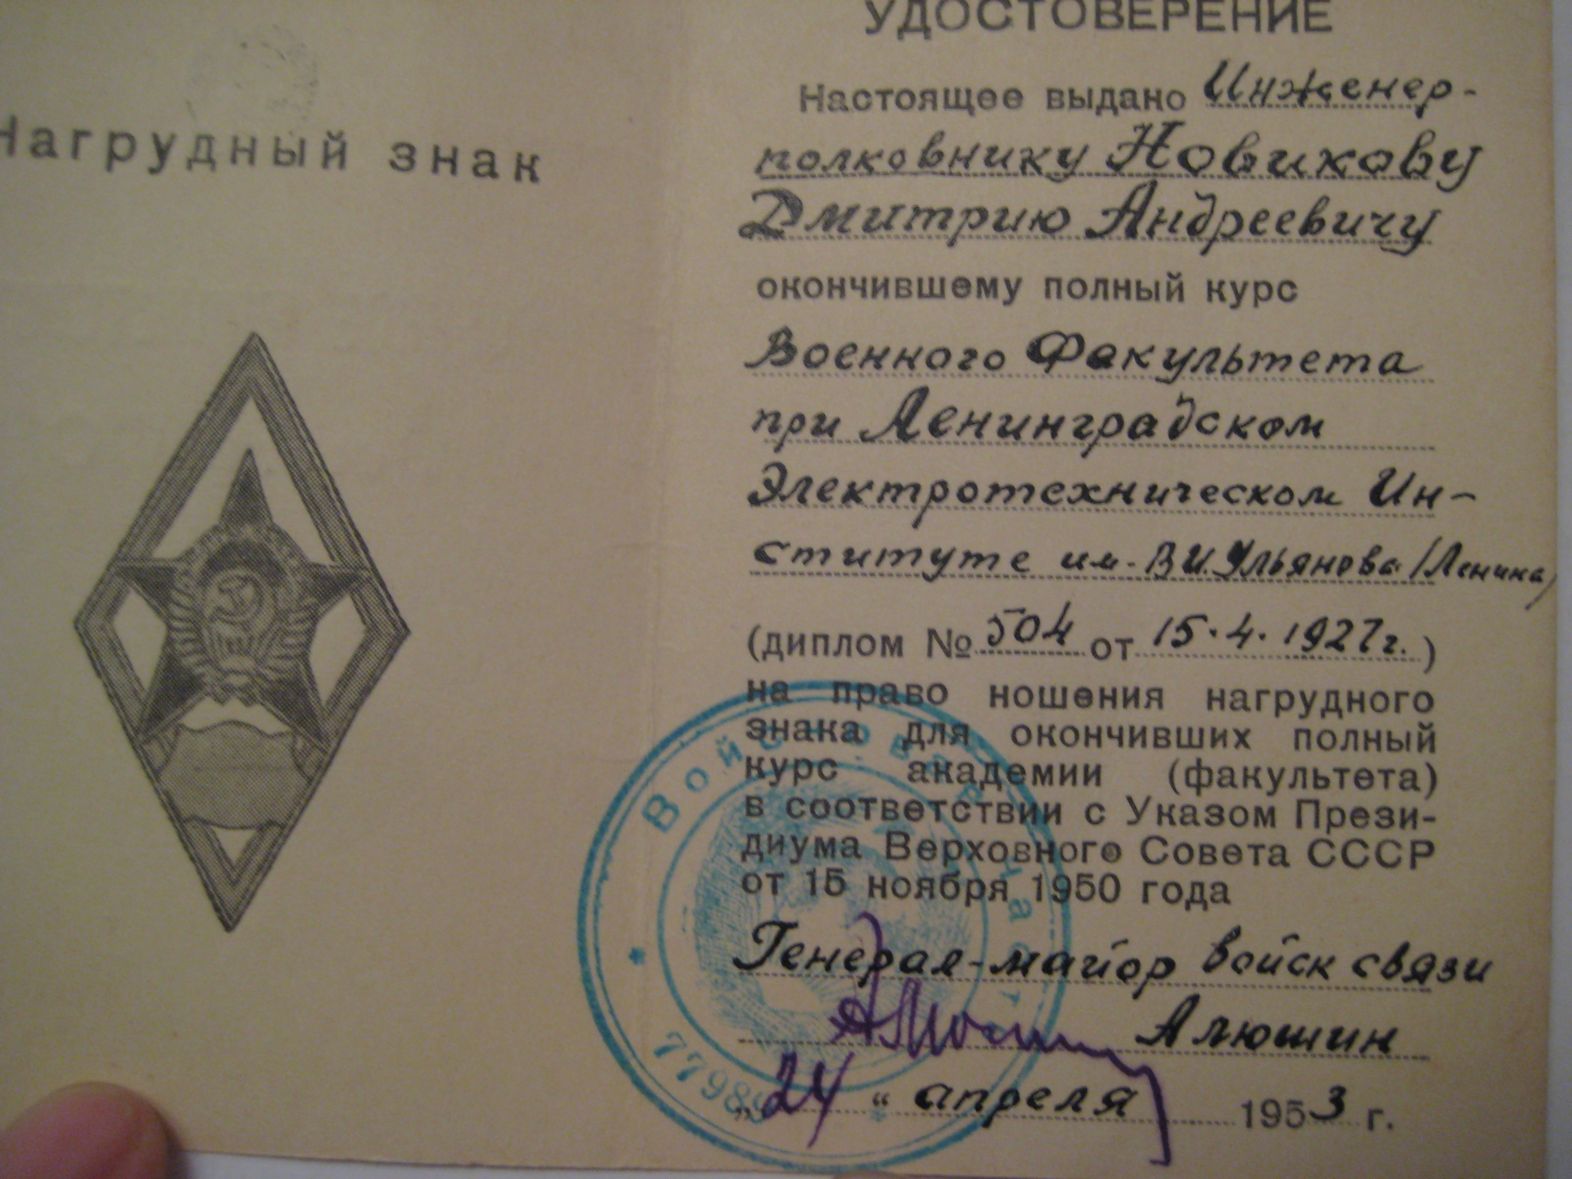 Нагрудный знак
УДОСТОВЕРЕНИЕ
Настоящее выдано Инженер-
полковнику Новикову
Дмитрию Андреевичу
окончившему полный курс
Военного Факультета
при Ленинградском
Электротехническом Ин-
ституте им. В И. Ульянова /Ленина/
(диплом № 504 от 15.4.1927г.)
на право ношения нагрудного
знака для окончивших полный
курс академии (факультета)
в соответствии с Указом Прези-
диума Верховного Совета СССР
от 15 ноября 1950 года
Генерал-майор войск связи
Алюшин
„24“ апреля 1953 г.
Войсковая часть